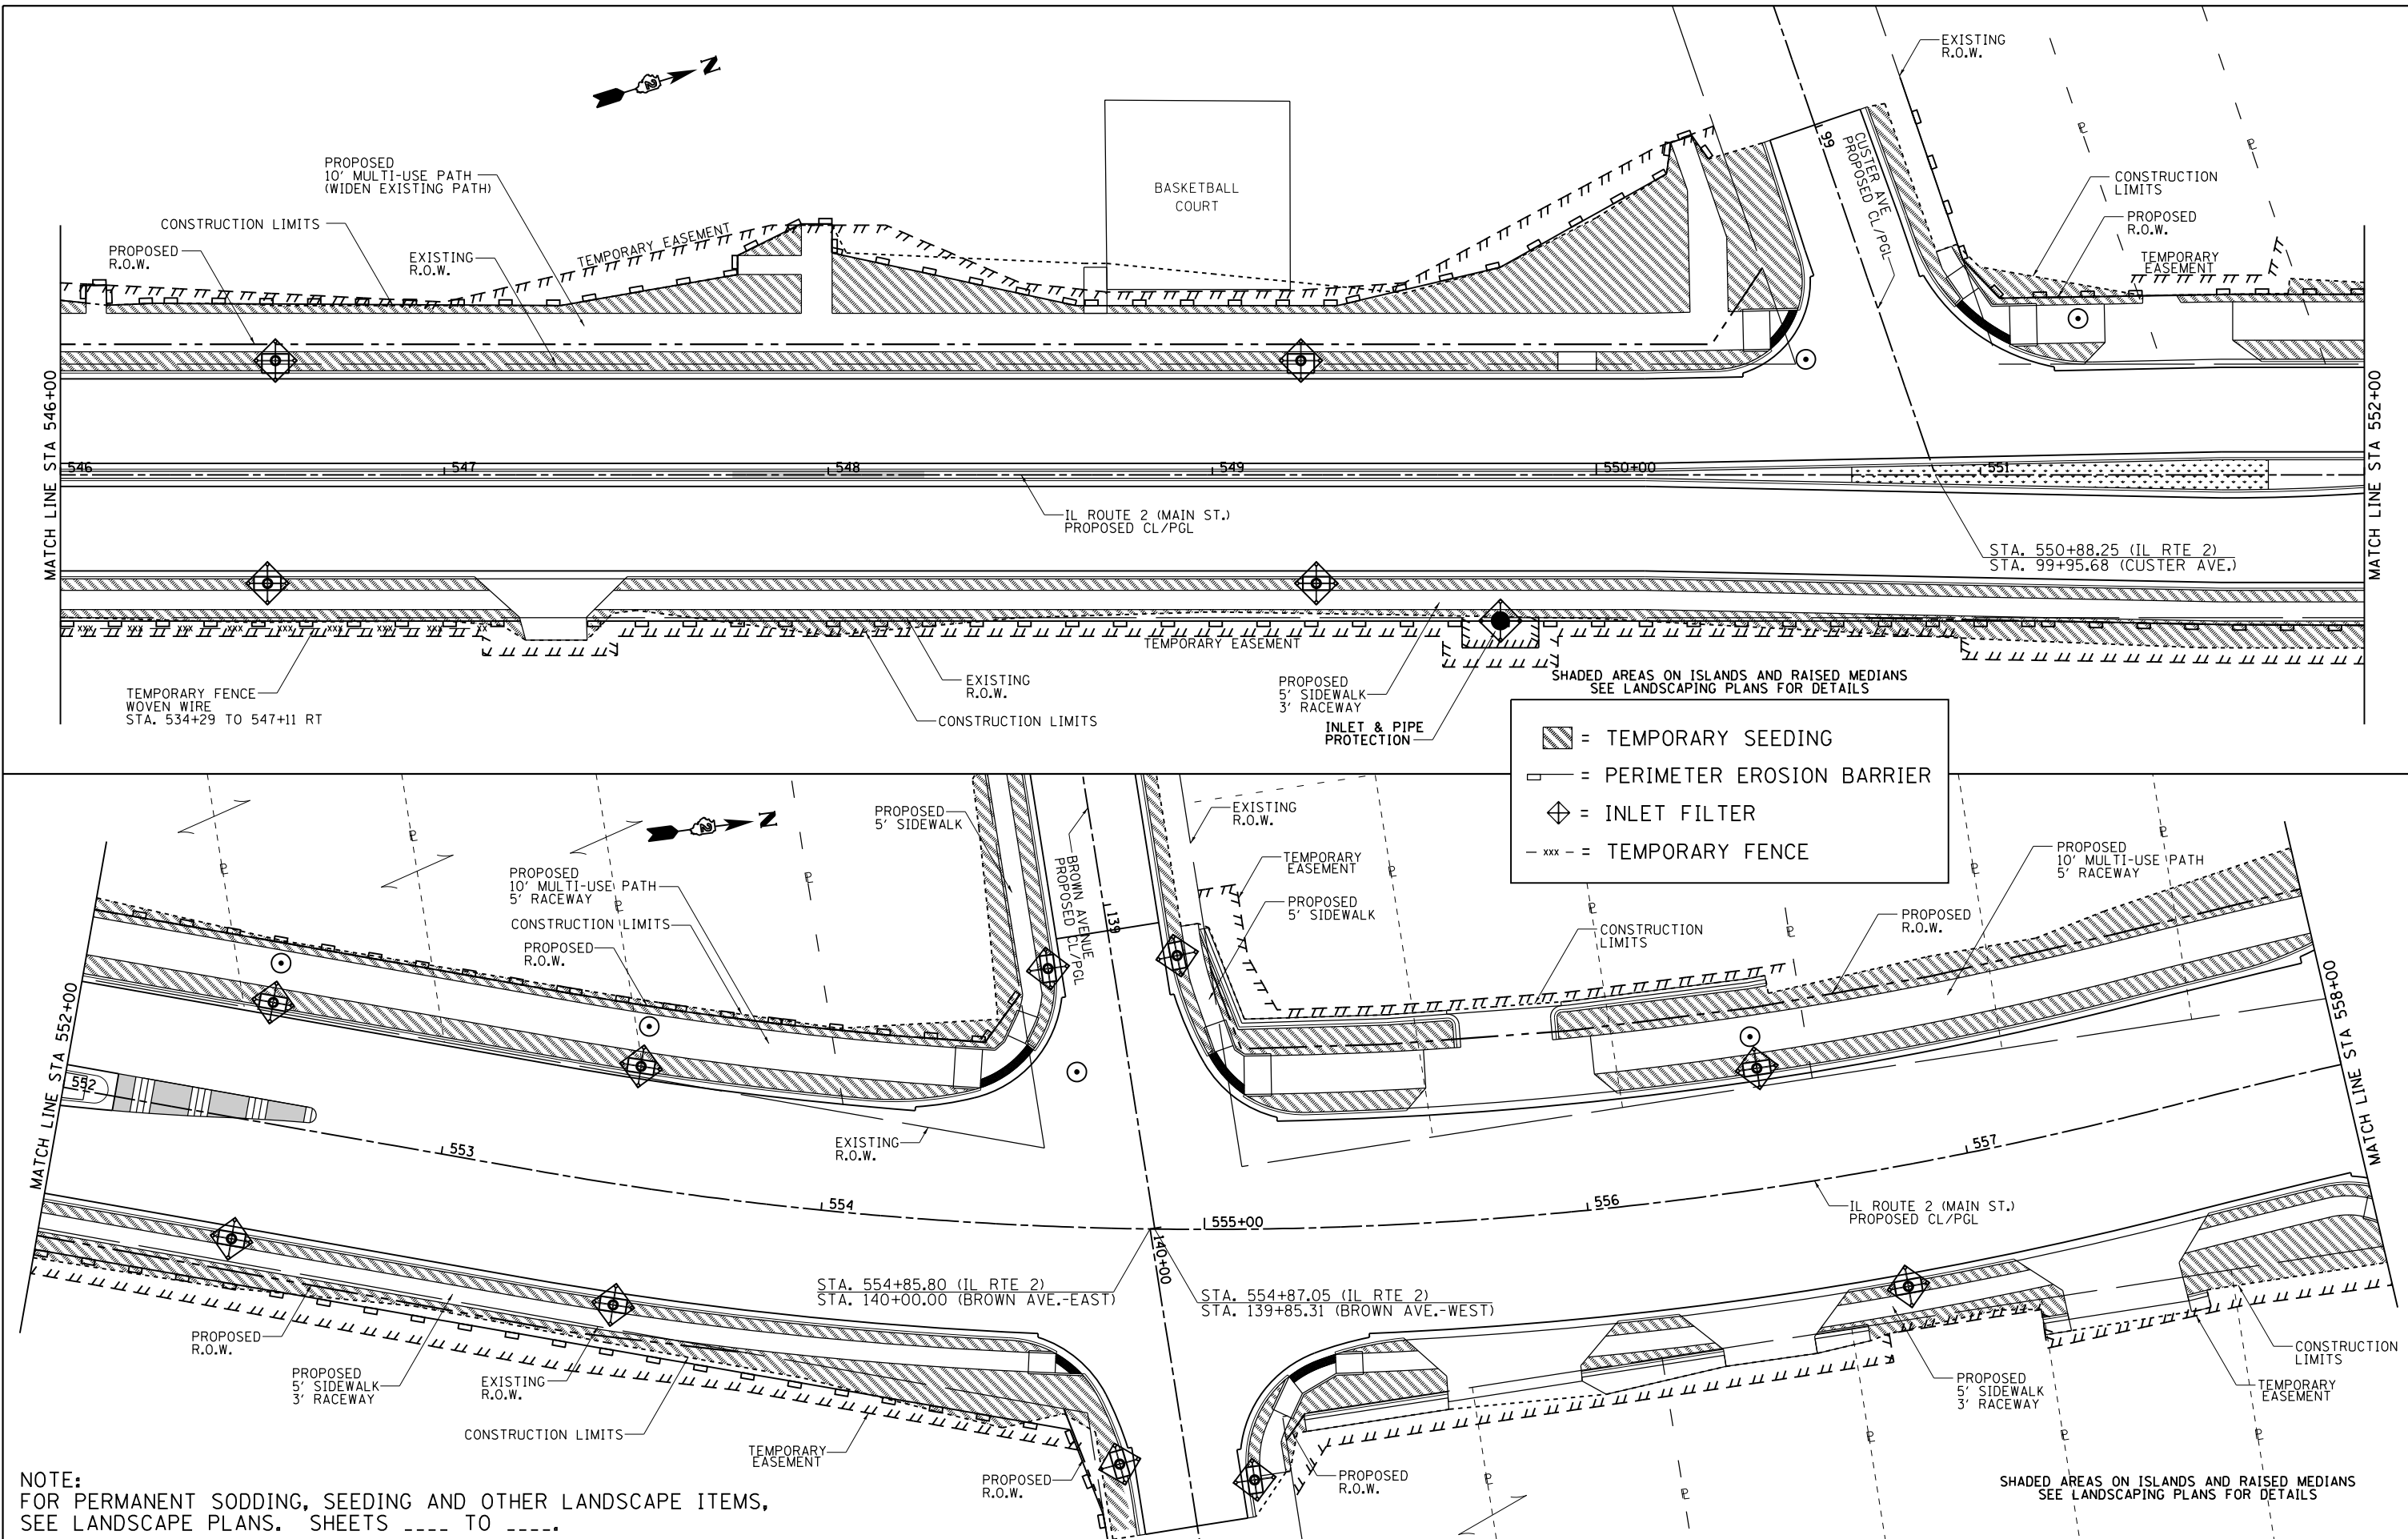 N
EXISTING
R.O.W.
PROPOSED
10' MULTI-USE PATH
(WIDEN EXISTING PATH)
BASKETBALL
COURT
99
CUSTER AVE
PROPOSED CL/PGL
CONSTRUCTION
LIMITS
CONSTRUCTION LIMITS
PROPOSED
R.O.W.
PROPOSED
R.O.W.
EXISTING
R.O.W.
TEMPORARY EASEMENT
TEMPORARY
EASEMENT
MATCH LINE STA 546+00
546
547
548
549
550+00
551
MATCH LINE STA 552+00
IL ROUTE 2 (MAIN ST.)
PROPOSED CL/PGL
STA. 550+88.25 (IL RTE 2)
STA. 99+95.68 (CUSTER AVE.)
xxx xxx xxx xxx xxx xxx xxx xxx xx
TEMPORARY EASEMENT
TEMPORARY FENCE
WOVEN WIRE
STA. 534+29 TO 547+11 RT
EXISTING
R.O.W.
CONSTRUCTION LIMITS
PROPOSED
5' SIDEWALK
3' RACEWAY
INLET & PIPE
PROTECTION
SHADED AREAS ON ISLANDS AND RAISED MEDIANS
SEE LANDSCAPING PLANS FOR DETAILS
= TEMPORARY SEEDING
= PERIMETER EROSION BARRIER
= INLET FILTER
- xxx - = TEMPORARY FENCE
N
PROPOSED
5' SIDEWALK
EXISTING
R.O.W.
PROPOSED
10' MULTI-USE PATH
5' RACEWAY
CONSTRUCTION LIMITS
PROPOSED
R.O.W.
BROWN AVENUE
PROPOSED CL/PGL
139
TEMPORARY
EASEMENT
PROPOSED
5' SIDEWALK
CONSTRUCTION
LIMITS
PROPOSED
R.O.W.
PROPOSED
10' MULTI-USE PATH
5' RACEWAY
MATCH LINE STA 552+00
552
553
554
555+00
556
557
MATCH LINE STA 558+00
EXISTING
R.O.W.
140+00
IL ROUTE 2 (MAIN ST.)
PROPOSED CL/PGL
STA. 554+85.80 (IL RTE 2)
STA. 140+00.00 (BROWN AVE.-EAST)
STA. 554+87.05 (IL RTE 2)
STA. 139+85.31 (BROWN AVE.-WEST)
PROPOSED
R.O.W.
PROPOSED
5' SIDEWALK
3' RACEWAY
EXISTING
R.O.W.
CONSTRUCTION LIMITS
TEMPORARY
EASEMENT
PROPOSED
R.O.W.
PROPOSED
R.O.W.
PROPOSED
5' SIDEWALK
3' RACEWAY
CONSTRUCTION
LIMITS
TEMPORARY
EASEMENT
NOTE:
FOR PERMANENT SODDING, SEEDING AND OTHER LANDSCAPE ITEMS,
SEE LANDSCAPE PLANS. SHEETS ____ TO ____.
SHADED AREAS ON ISLANDS AND RAISED MEDIANS
SEE LANDSCAPING PLANS FOR DETAILS